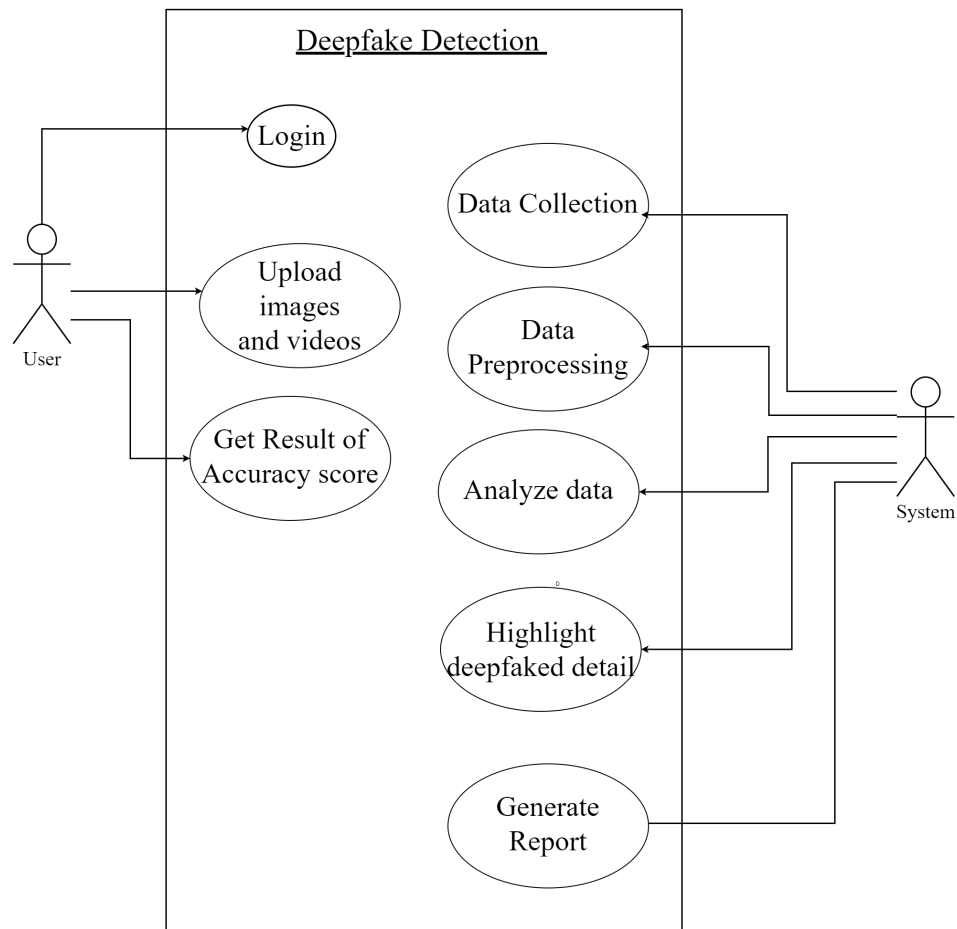 Deepfake Detection
Login
Upload
images
and videos
Get Result of
Accuracy score
User
Data Collection
Data
Preprocessing
Analyze data
D
Highlight
deepfaked detail
Generate
Report
System